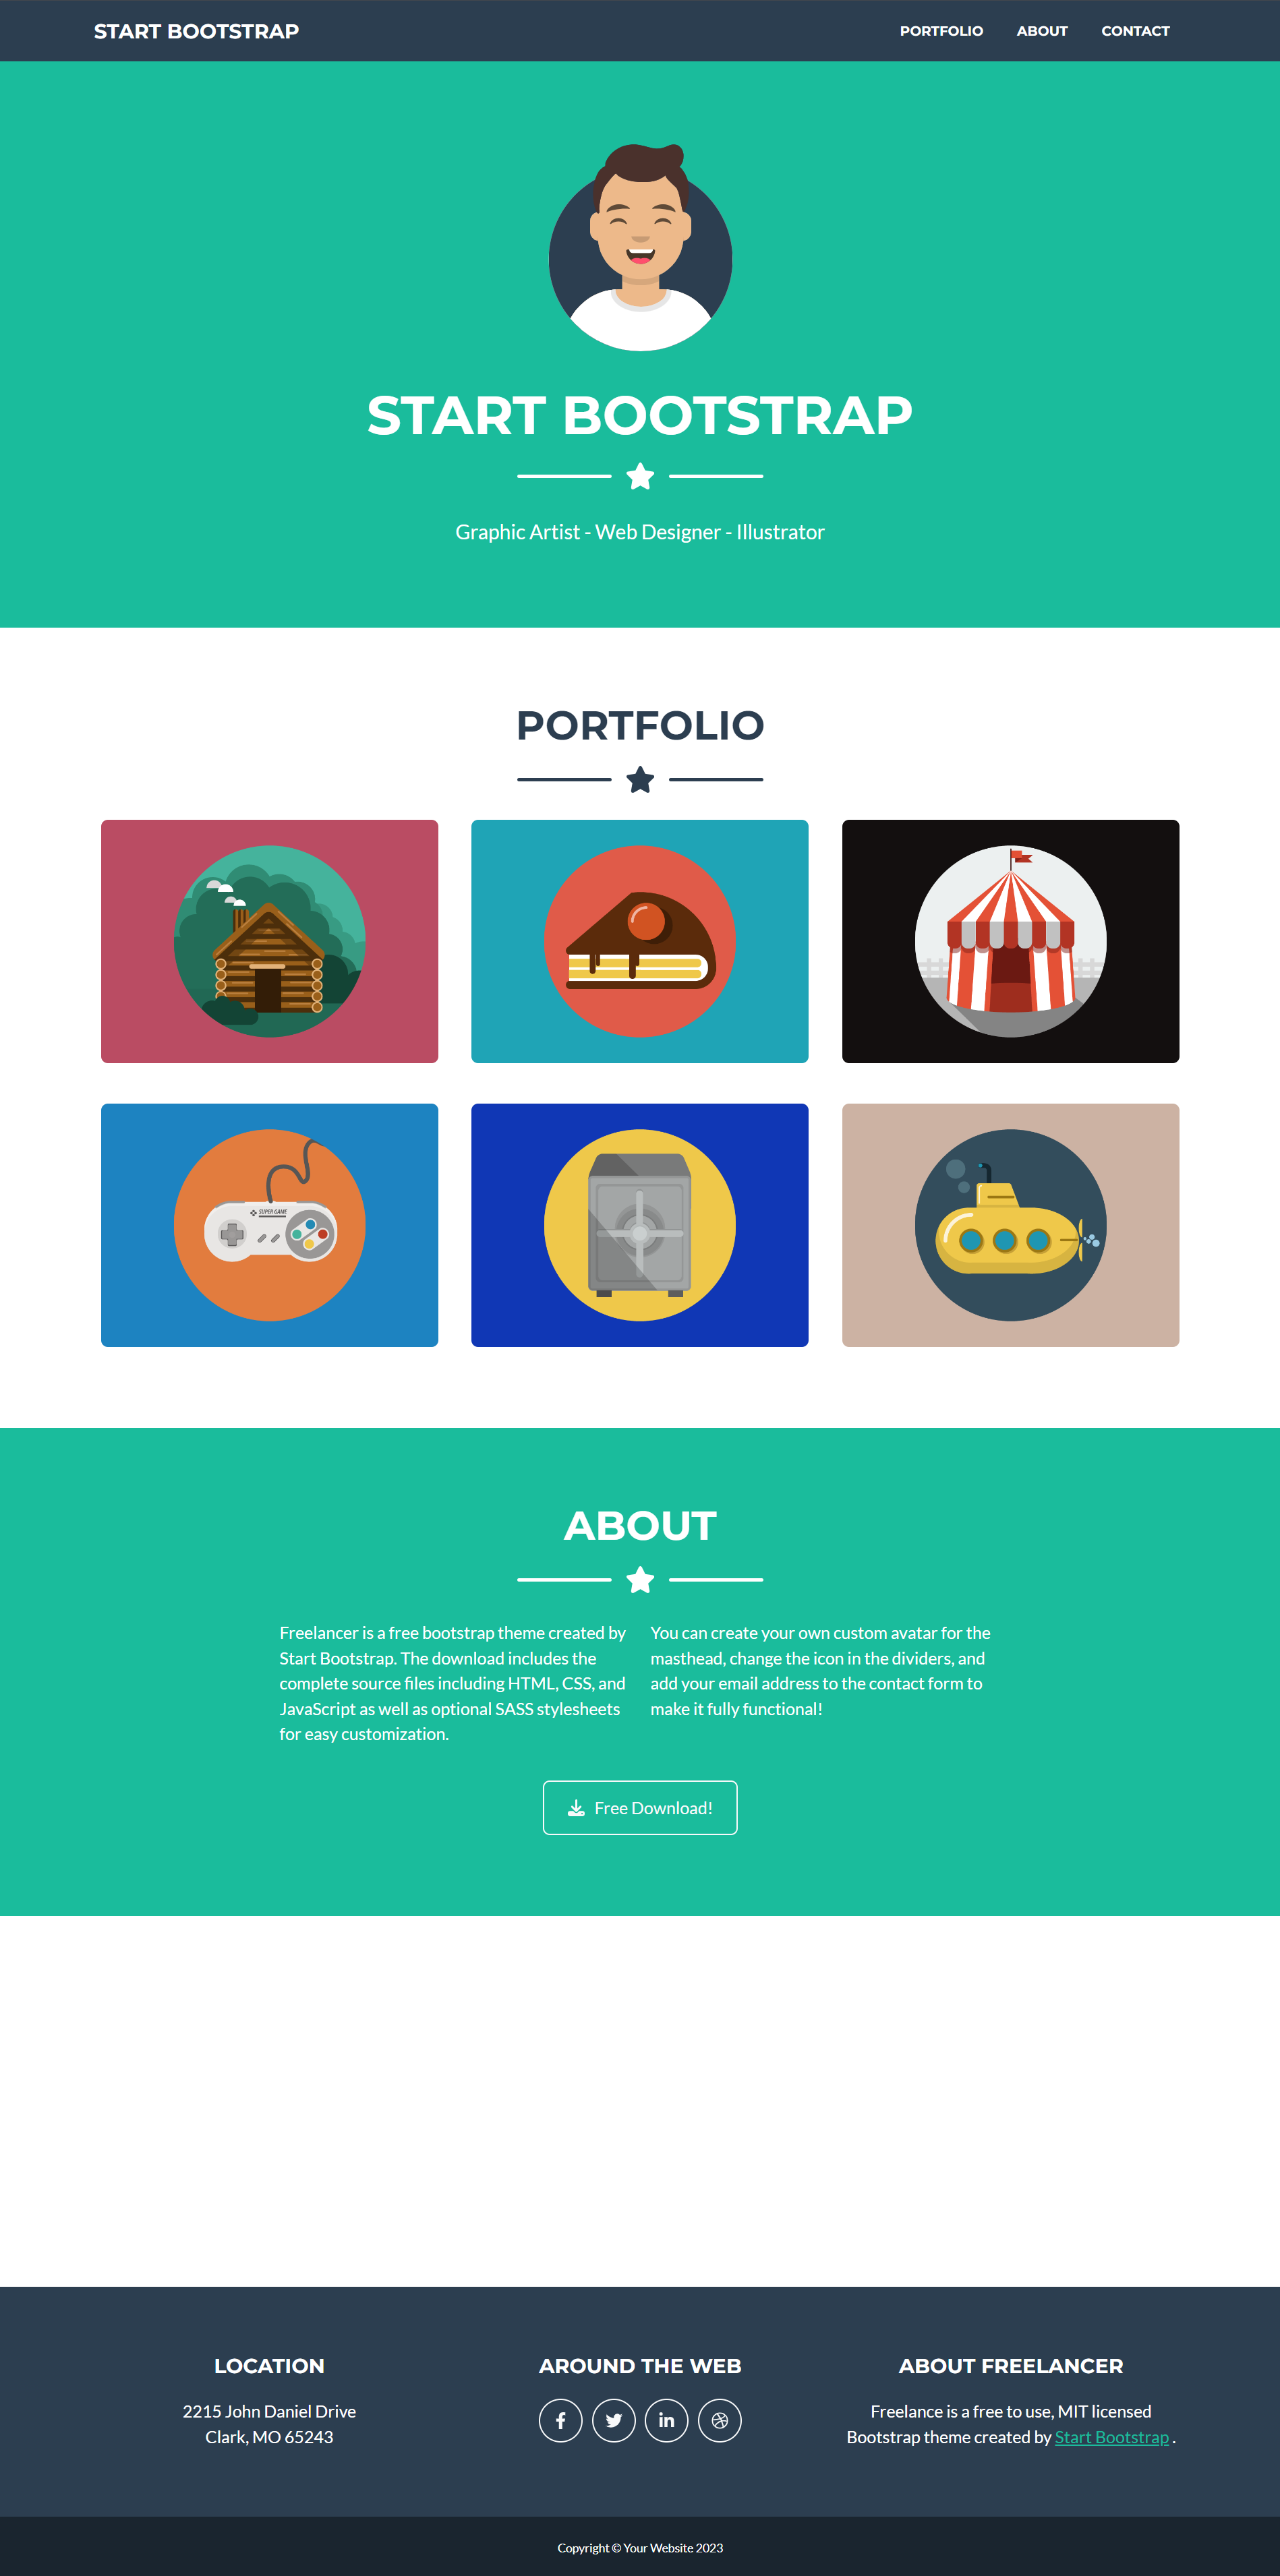 START BOOTSTRAP
PORTFOLIO
ABOUT
CONTACT
START BOOTSTRAP
Graphic Artist - Web Designer - Illustrator
PORTFOLIO
SUPER GAME
ABOUT
Freelancer is a free bootstrap theme created by
Start Bootstrap. The download includes the
complete source files including HTML, CSS, and
JavaScript as well as optional SASS stylesheets
for easy customization.
You can create your own custom avatar for the
masthead, change the icon in the dividers, and
add your email address to the contact form to
make it fully functional!
Free Download!
LOCATION
2215 John Daniel Drive
Clark, MO 65243
AROUND THE WEB
ABOUT FREELANCER
Freelance is a free to use, MIT licensed
Bootstrap theme created by Start Bootstrap .
Copyright © Your Website 2023